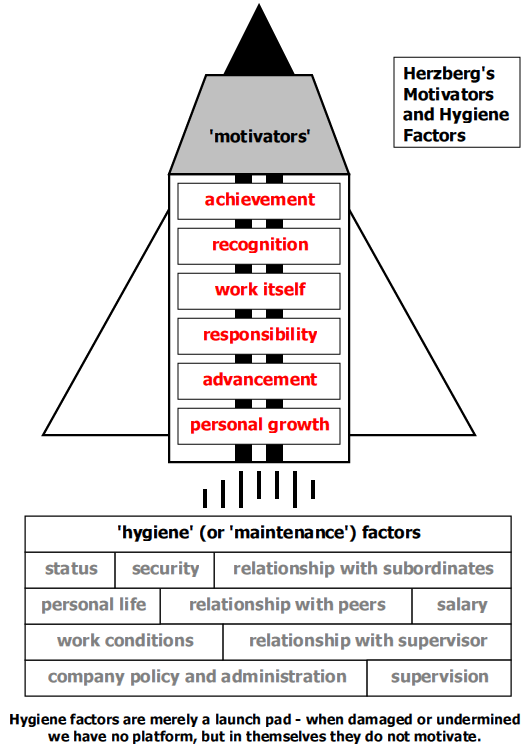 Herzberg's
Motivators
and Hygiene
Factors
'motivators'
achievement
recognition
work itself
responsibility
advancement
personal growth
'hygiene' (or 'maintenance') factors
status security relationship with subordinates
personal life relationship with peers salary
work conditions relationship with supervisor
company policy and administration supervision
Hygiene factors are merely a launch pad - when damaged or undermined
we have no platform, but in themselves they do not motivate.